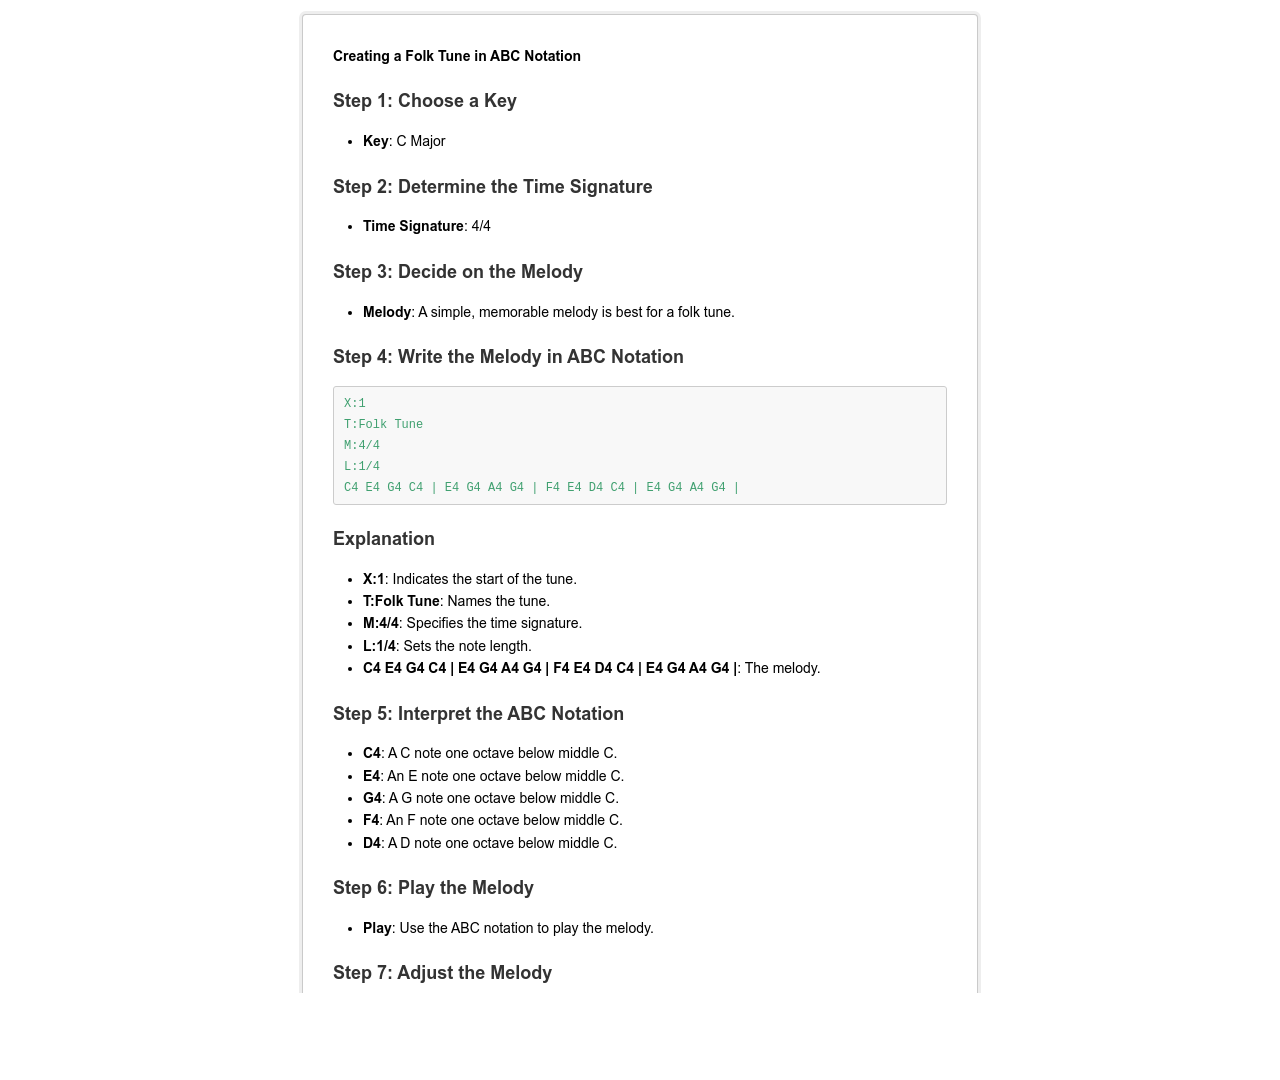 Creating a Folk Tune in ABC Notation
Step 1: Choose a Key
Key: C Major
Step 2: Determine the Time Signature
Time Signature: 4/4
Step 3: Decide on the Melody
Melody: A simple, memorable melody is best for a folk tune.
Step 4: Write the Melody in ABC Notation
X:1
T:Folk Tune
M:4/4
L:1/4
C4 E4 G4 C4 | E4 G4 A4 G4 | F4 E4 D4 C4 | E4 G4 A4 G4 |
Explanation
X:1: Indicates the start of the tune.
T:Folk Tune: Names the tune.
M:4/4: Specifies the time signature.
L:1/4: Sets the note length.
C4 E4 G4 C4 | E4 G4 A4 G4 | F4 E4 D4 C4 | E4 G4 A4 G4 |: The melody.
Step 5: Interpret the ABC Notation
C4: A C note one octave below middle C.
E4: An E note one octave below middle C.
G4: A G note one octave below middle C.
F4: An F note one octave below middle C.
D4: A D note one octave below middle C.
Step 6: Play the Melody
Play: Use the ABC notation to play the melody.
Step 7: Adjust the Melody